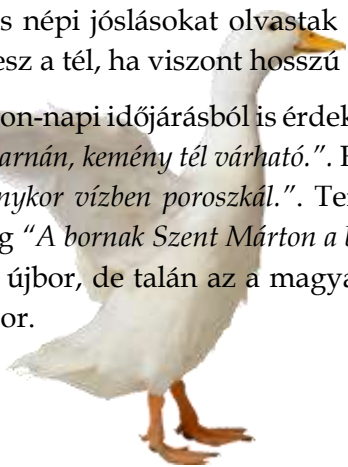 s népi jóslásokat olvastak
esz a tél, ha viszont hosszú
on-napi időjárásból is érdek
arnán, kemény tél várható.".
nykor vízben poroszkál.". Te
g "A bornak Szent Márton a
újbor, de talán az a magya
or.